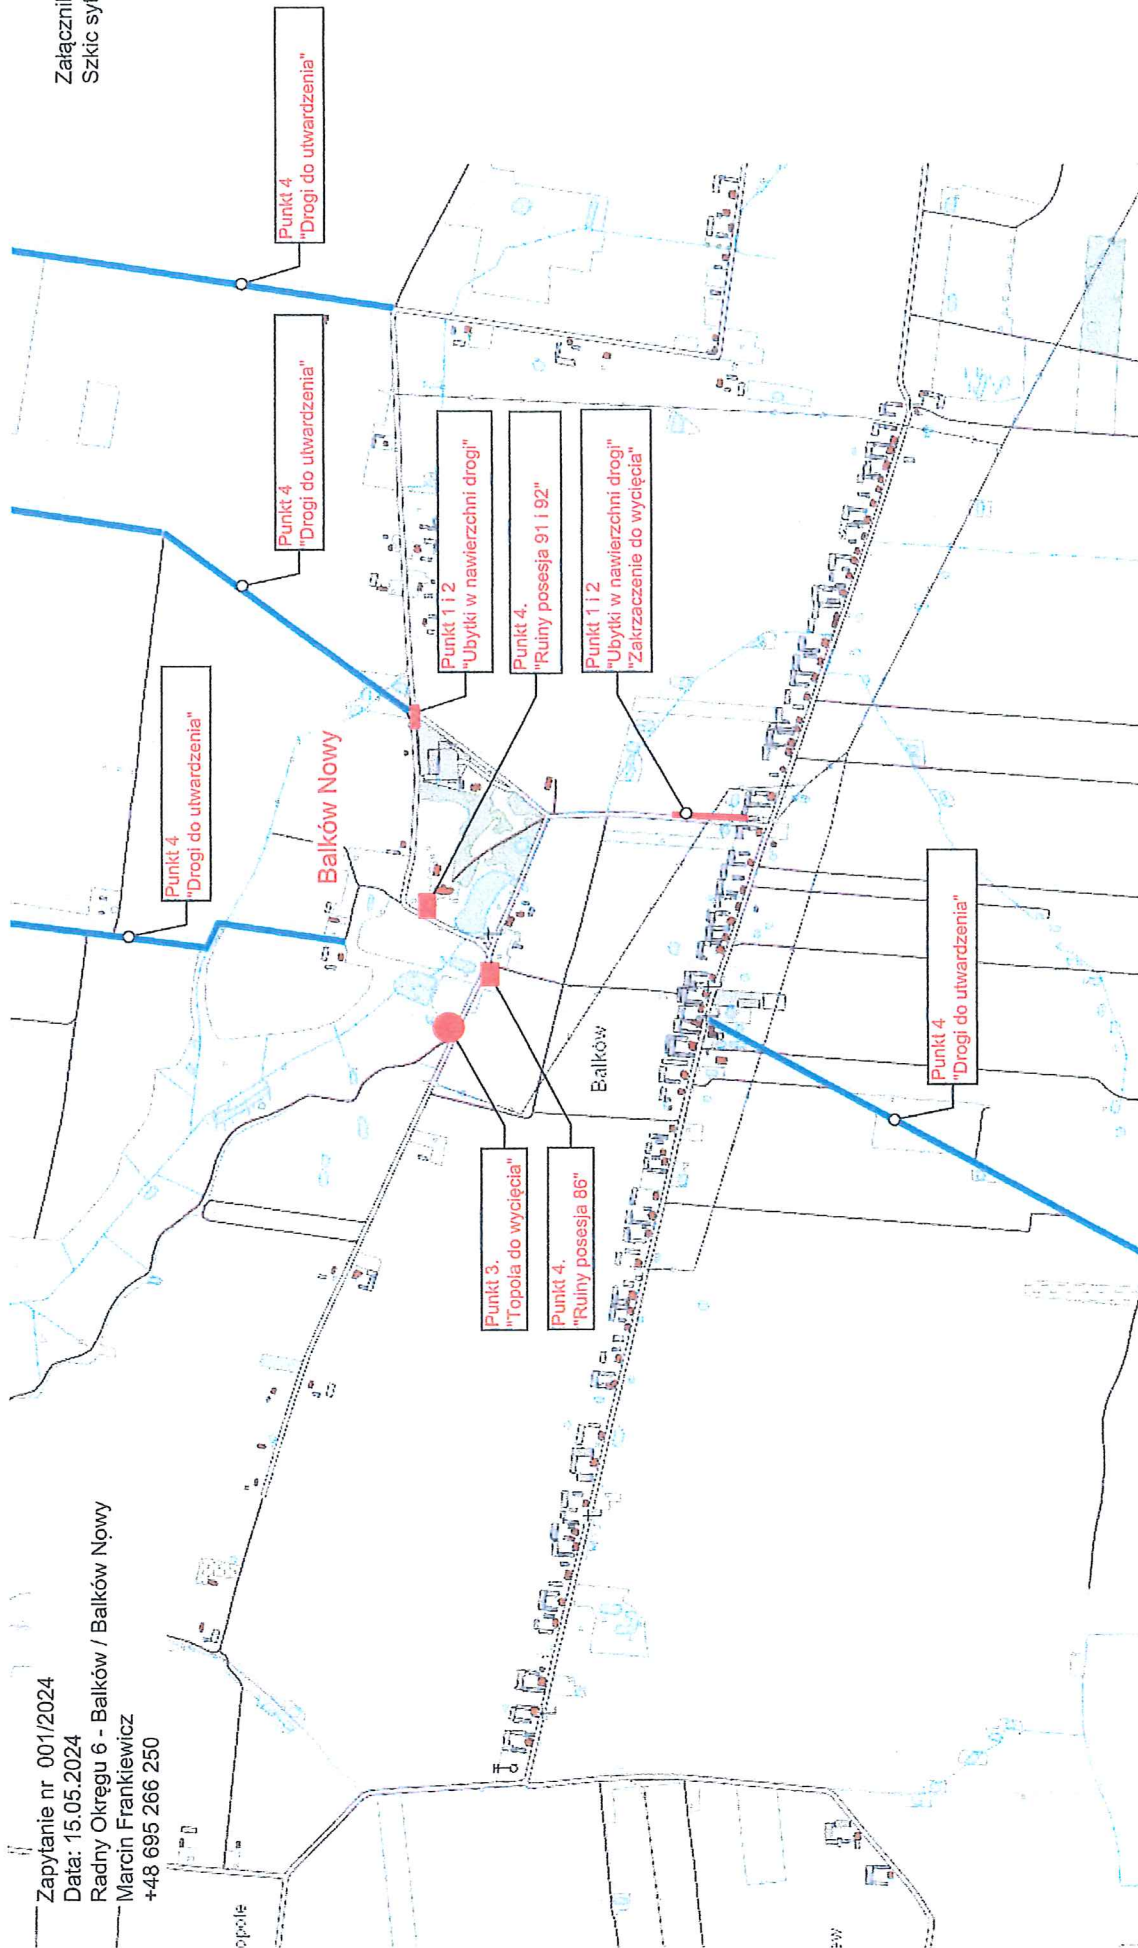 Zapytanie nr 001/2024
Data: 15.05.2024
Radny Okręgu 6 - Balków / Balków Nowy
Marcin Frankiewicz
+48 695 266 250
Załącznik
Szkic syt
Punkt 4
"Drogi do utwardzenia"
Punkt 4
"Drogi do utwardzenia"
Punkt 4
"Drogi do utwardzenia"
Balków Nowy
Punkt 1 i 2
"Ubytki w nawierzchni drogi"
Punkt 4.
"Ruiny posesja 91 i 92"
Punkt 1 i 2
"Ubytki w nawierzchni drogi"
"Zakrzaczenie do wycięcia"
Punkt 3.
"Topola do wycięcia"
Punkt 4.
"Ruiny posesja 86"
Balków
Punkt 4
"Drogi do utwardzenia"
opole
ew